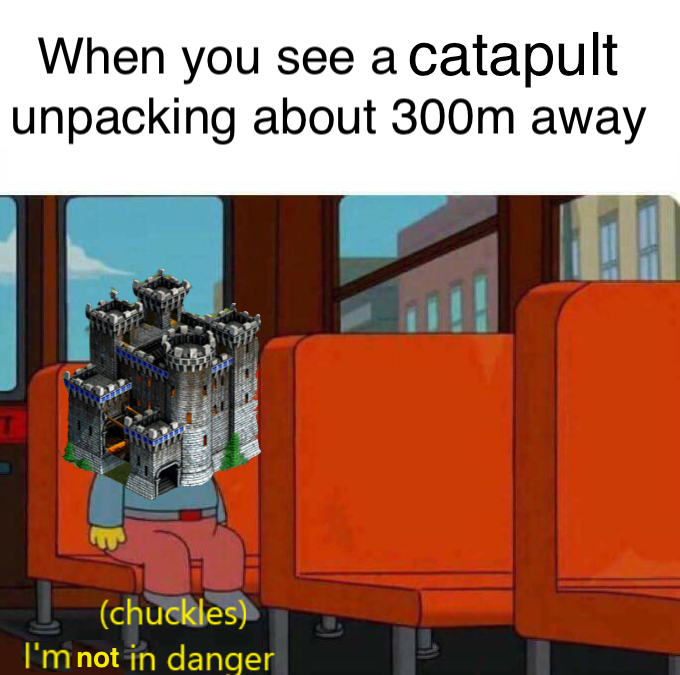 When you see a catapult
unpacking about 300m away
T
(chuckles)
I'm not in danger